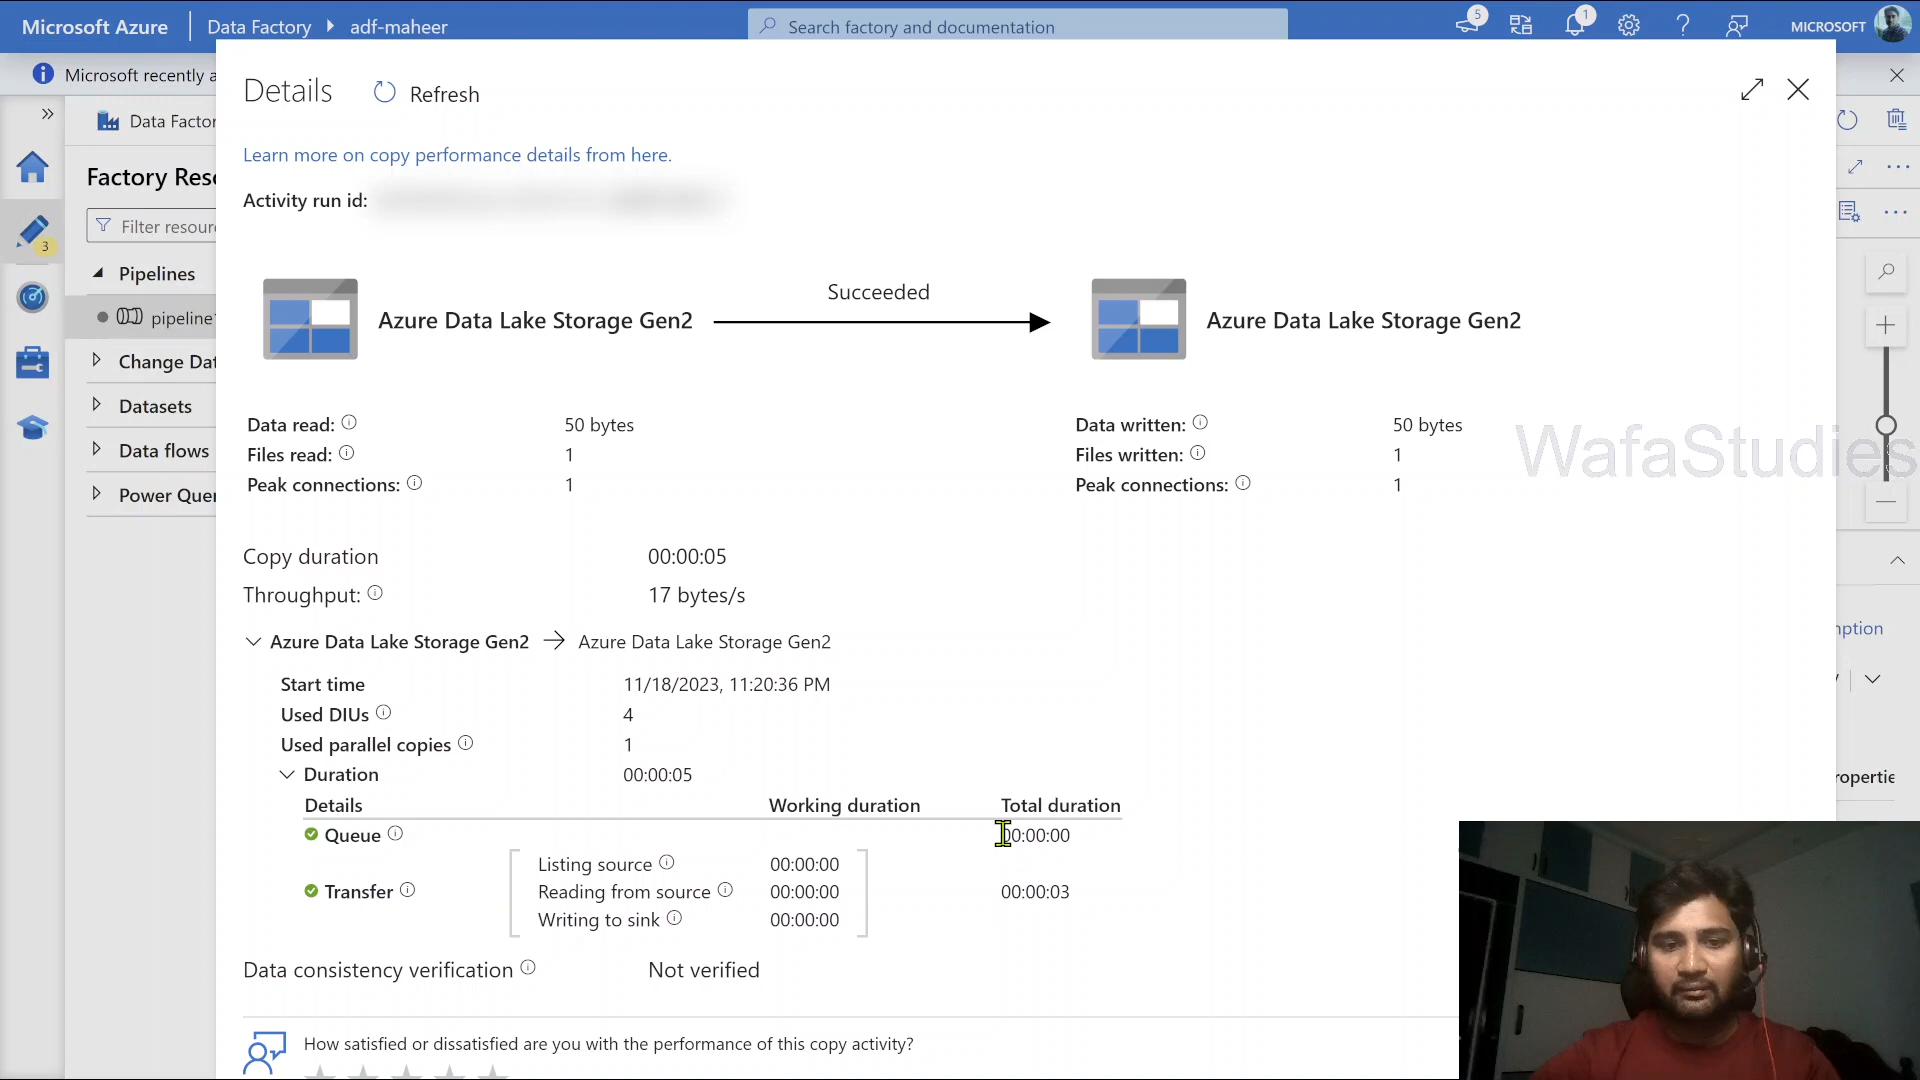 Microsoft Azure
Data Factory
adf-maheer
Search factory and documentation
5
1
MICROSOFT
Microsoft recently a
Details
Refresh
Data Factor
Learn more on copy performance details from here.
Factory Reso
Activity run id:
Filter resour
3
Pipelines
pipeline1
Succeeded
Azure Data Lake Storage Gen2
Azure Data Lake Storage Gen2
Change Dat
Datasets
Data flows
Power Quer
Data read: 50 bytes
Files read: 1
Peak connections: 1
Data written: 50 bytes
Files written: 1
Peak connections: 1
WafaStudies
Copy duration 00:00:05
Throughput: 17 bytes/s
Azure Data Lake Storage Gen2 → Azure Data Lake Storage Gen2
mption
Start time 11/18/2023, 11:20:36 PM
Used DIUs 4
Used parallel copies 1
Duration 00:00:05
ropertie
Details Working duration Total duration
Queue 00:00:00
Listing source 00:00:00
Transfer Reading from source 00:00:00 00:00:03
Writing to sink 00:00:00
Data consistency verification Not verified
How satisfied or dissatisfied are you with the performance of this copy activity?